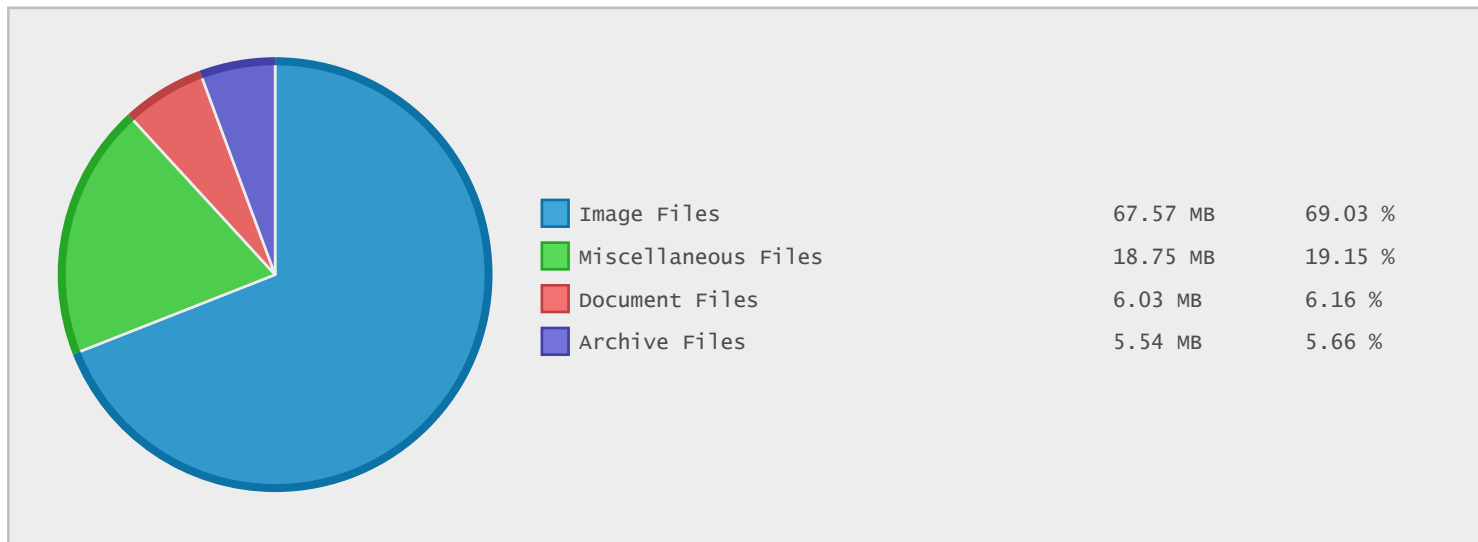 Image Files 67.57 MB 69.03 %
Miscellaneous Files 18.75 MB 19.15 %
Document Files 6.03 MB 6.16 %
Archive Files 5.54 MB 5.66 %